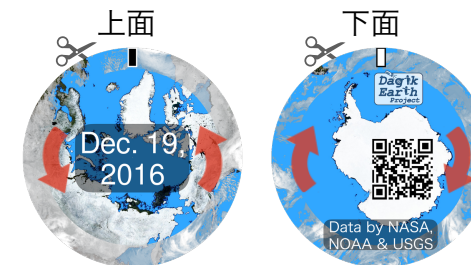 上面
下面
Dec. 19,
2016
Dagik
Earth
Project
Data by NASA,
NOAA & USGS